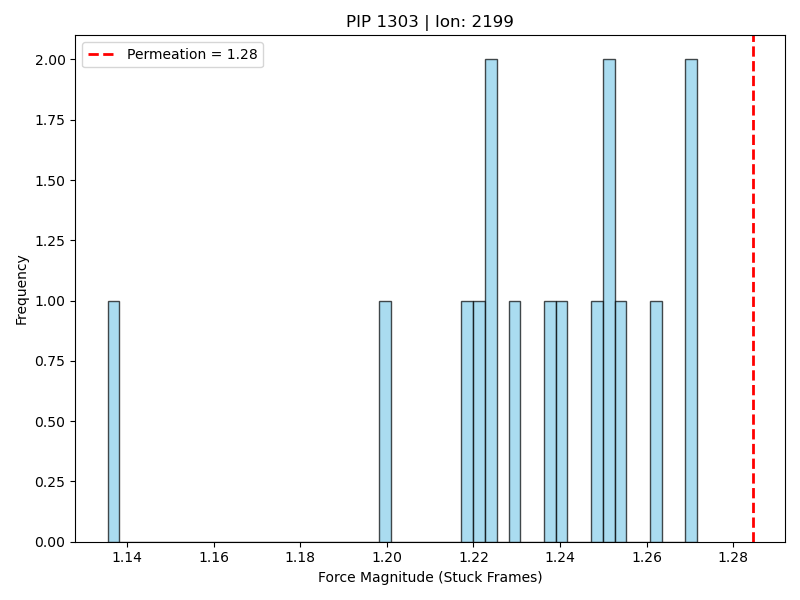 PIP 1303 | Ion: 2199
Permeation = 1.28
Frequency
2.00
1.75
1.50
1.25
1.00
0.75
0.50
0.25
0.00
1.14 1.16 1.18 1.20 1.22 1.24 1.26 1.28
Force Magnitude (Stuck Frames)